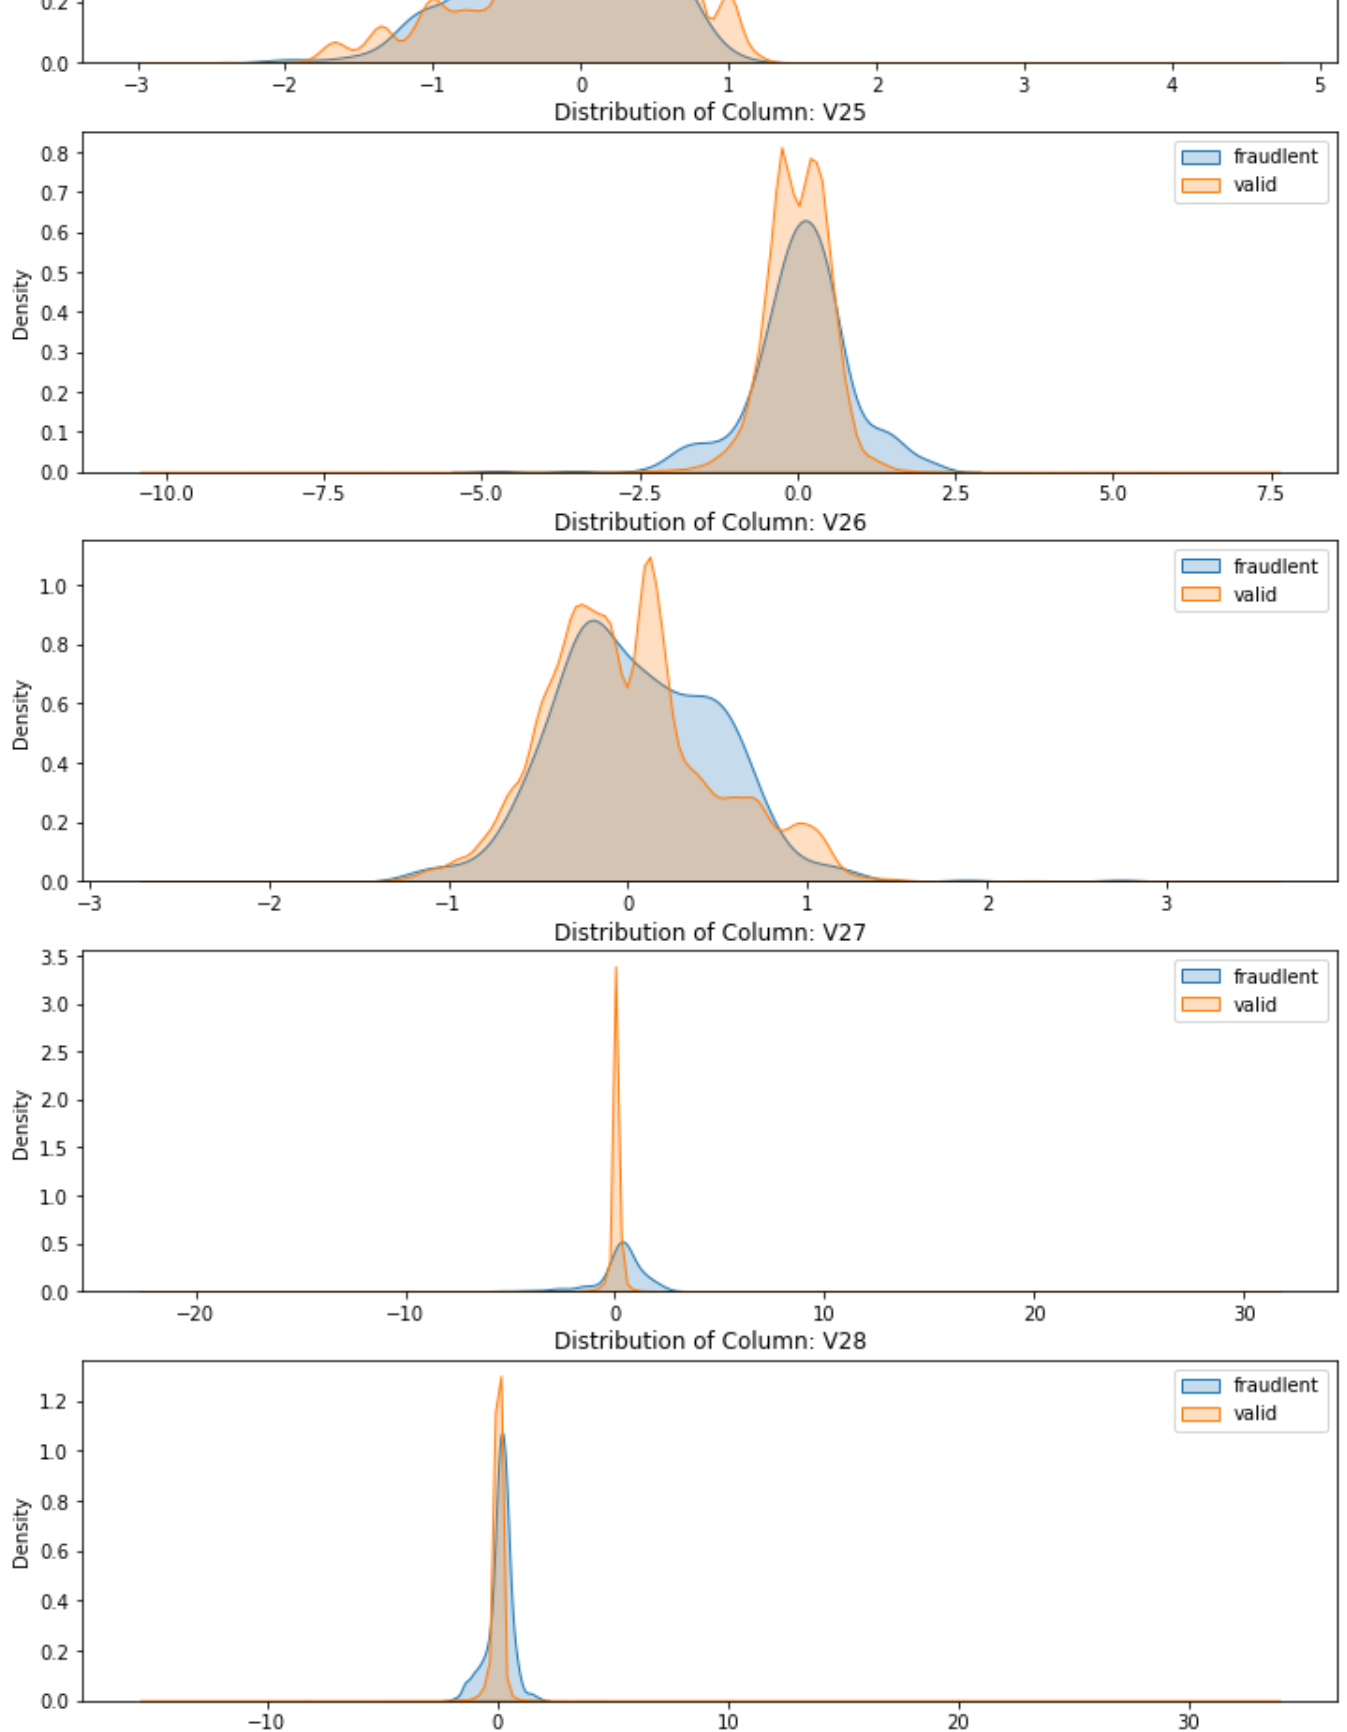 0.2
0.0
−3 −2 −1 0 1 2 3 4 5
Distribution of Column: V25
0.8
0.7
0.6
0.5
0.4
0.3
0.2
0.1
0.0
Density
fraudlent
valid
−10.0 −7.5 −5.0 −2.5 0.0 2.5 5.0 7.5
Distribution of Column: V26
1.0
0.8
0.6
0.4
0.2
0.0
Density
fraudlent
valid
−3 −2 −1 0 1 2 3
Distribution of Column: V27
3.5
3.0
2.5
2.0
1.5
1.0
0.5
0.0
Density
fraudlent
valid
−20 −10 0 10 20 30
Distribution of Column: V28
1.2
1.0
0.8
0.6
0.4
0.2
0.0
Density
fraudlent
valid
−10 0 10 20 30